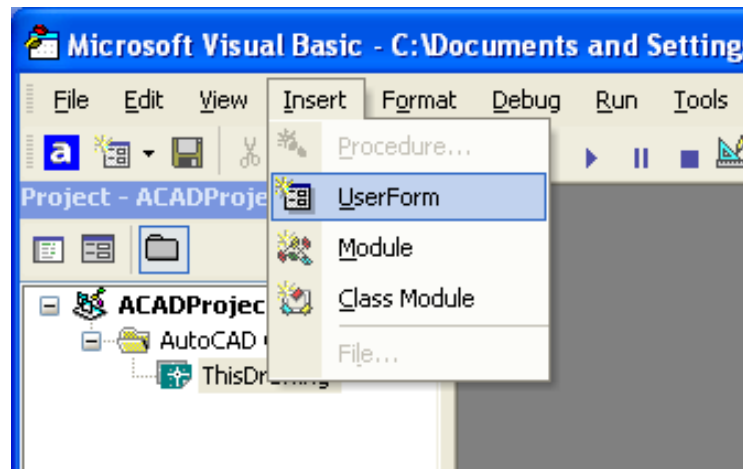 Microsoft Visual Basic - C:\Documents and Setting
File Edit View Insert Format Debug Run Tools
a
Procedure...
Project - ACADProje
UserForm
Module
ACADProjec
Class Module
AutoCAD
File...
ThisDrawing